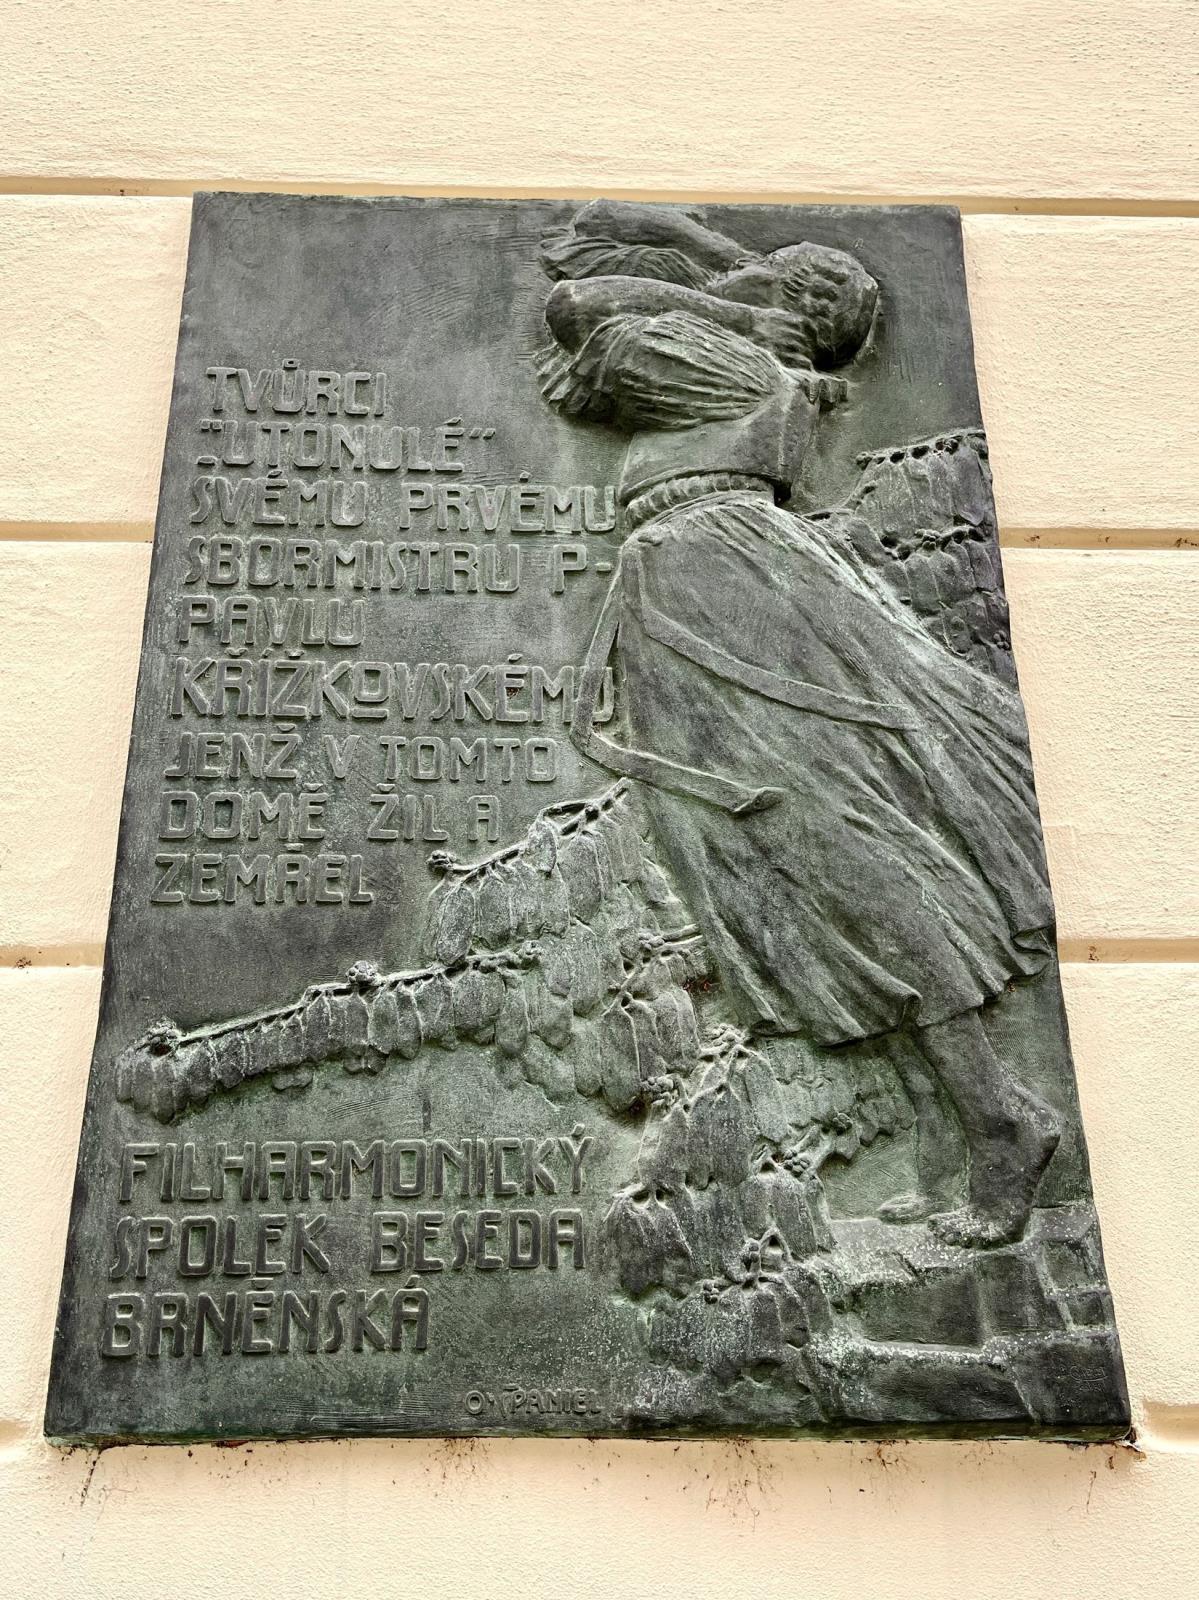 TVŮRCI
"UTONULÉ"
SVÉMU PRVÉMU
SBORMISTRU P-
PAVLU
KŘÍŽKOVSKÉMU
JENŽ V TOMTO
DOMĚ ŽIL A
ZEMŘEL
FILHARMONICKÝ
SPOLEK BESEDA
BRNĚNSKÁ
O. ŠPANIEL